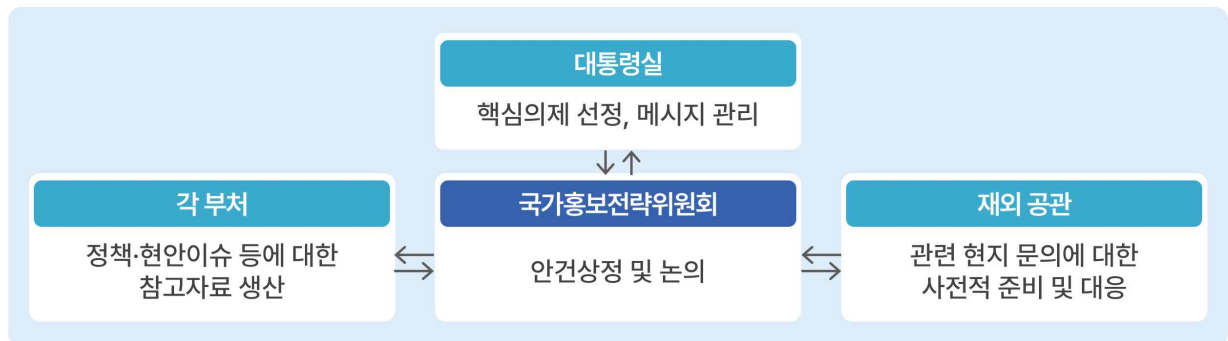 대통령실
핵심의제 선정, 메시지 관리
각 부처
정책·현안이슈 등에 대한
참고자료 생산
국가홍보전략위원회
안건상정 및 논의
재외 공관
관련 현지 문의에 대한
사전적 준비 및 대응